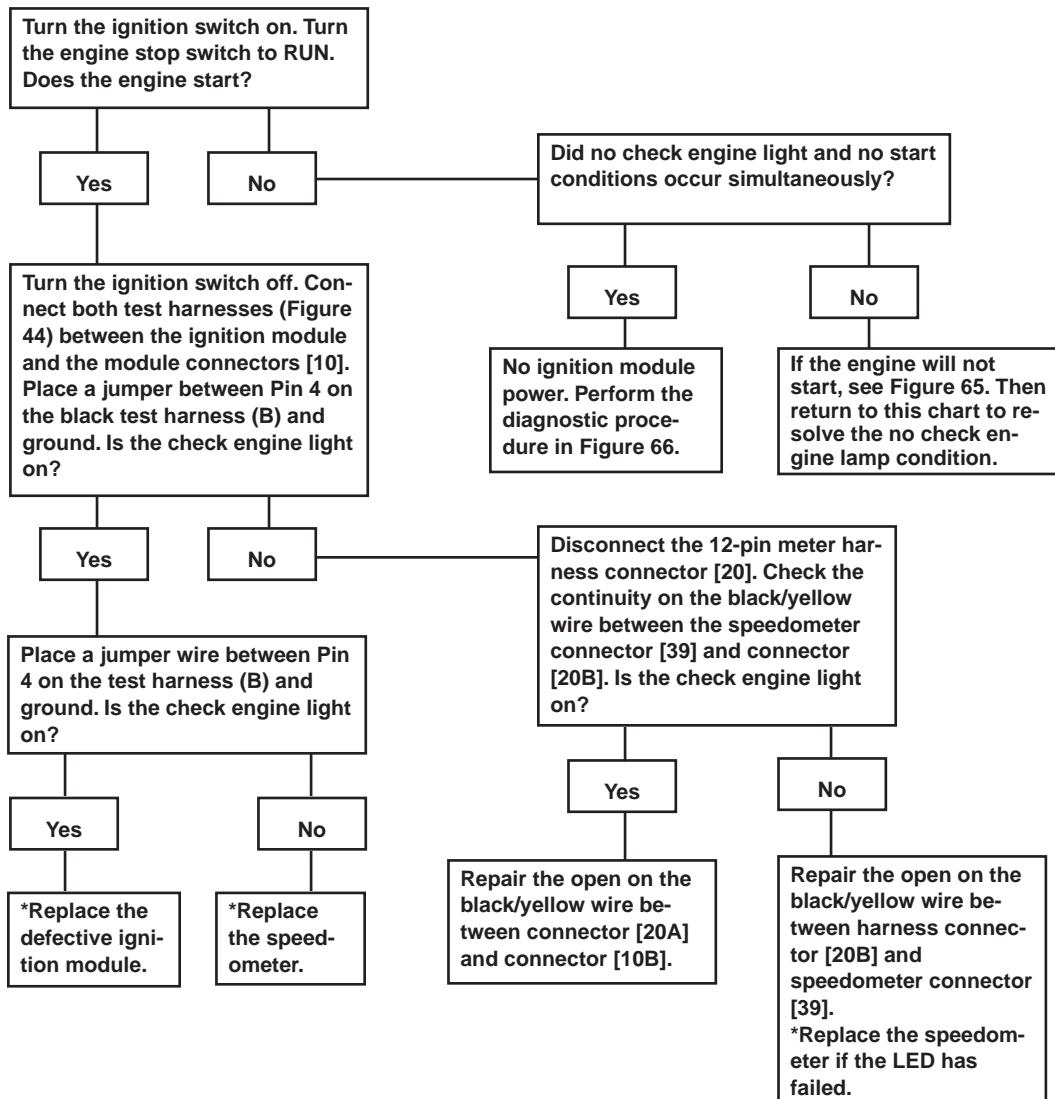 Turn the ignition switch on. Turn
the engine stop switch to RUN.
Does the engine start?
Yes
No
Did no check engine light and no start
conditions occur simultaneously?
Yes
No
No ignition module
power. Perform the
diagnostic proce-
dure in Figure 66.
If the engine will not
start, see Figure 65. Then
return to this chart to re-
solve the no check en-
gine lamp condition.
Turn the ignition switch off. Con-
nect both test harnesses (Figure
44) between the ignition module
and the module connectors [10].
Place a jumper between Pin 4 on
the black test harness (B) and
ground. Is the check engine light
on?
Yes
No
Disconnect the 12-pin meter har-
ness connector [20]. Check the
continuity on the black/yellow
wire between the speedometer
connector [39] and connector
[20B]. Is the check engine light
on?
Place a jumper wire between Pin
4 on the test harness (B) and
ground. Is the check engine light
on?
Yes
No
*Replace the
defective igni-
tion module.
*Replace
the speed-
ometer.
Yes
No
Repair the open on the
black/yellow wire be-
tween connector [20A]
and connector [10B].
Repair the open on the
black/yellow wire be-
tween harness connec-
tor [20B] and
speedometer connector
[39].
*Replace the speedom-
eter if the LED has
failed.